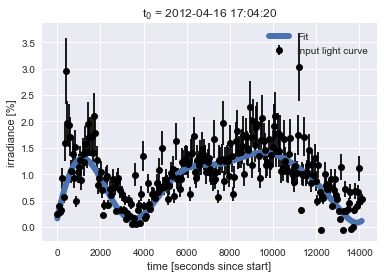 t₀ = 2012-04-16 17:04:20
Fit
Input light curve
irradiance [%]
3.5
3.0
2.5
2.0
1.5
1.0
0.5
0.0
0 2000 4000 6000 8000 10000 12000 14000
time [seconds since start]